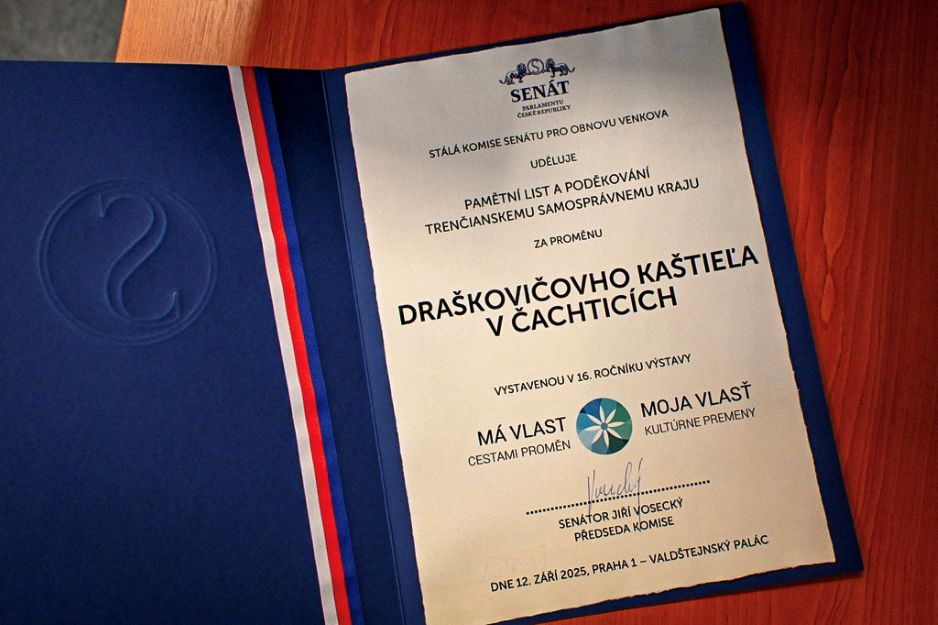 SENÁT
PARLAMENTU
ČESKÉ REPUBLIKY
STÁLÁ KOMISE SENÁTU PRO OBNOVU VENKOVA
UDĚLUJE
PAMĚTNÍ LIST A PODĚKOVÁNÍ
TRENČIANSKEMU SAMOSPRÁVNEMU KRAJU
ZA PROMĚNU
DRAŠKOVIČOVHO KAŠTIEĽA
V ČACHTICÍCH
VYSTAVENOU V 16. ROČNÍKU VÝSTAVY
MÁ VLAST
CESTAMI PROMĚN
MOJA VLASŤ
KULTÚRNE PREMENY
SENÁTOR JIŘÍ VOSECKÝ
PŘEDSEDA KOMISE
DNE 12. ZÁŘÍ 2025, PRAHA 1 – VALDŠTEJNSKÝ PALÁC